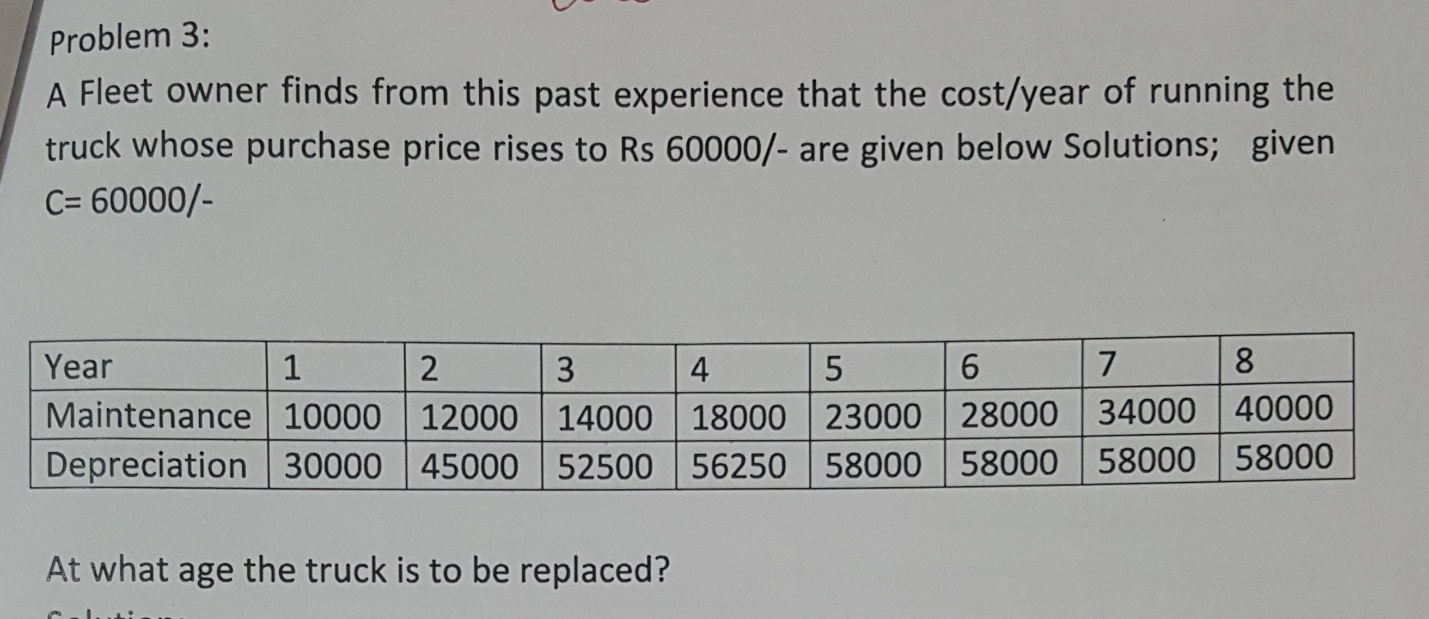 Problem 3:
A Fleet owner finds from this past experience that the cost/year of running the
truck whose purchase price rises to Rs 60000/- are given below Solutions; given
C= 60000/-
Year 1 2 3 4 5 6 7 8
Maintenance 10000 12000 14000 18000 23000 28000 34000 40000
Depreciation 30000 45000 52500 56250 58000 58000 58000 58000
At what age the truck is to be replaced?